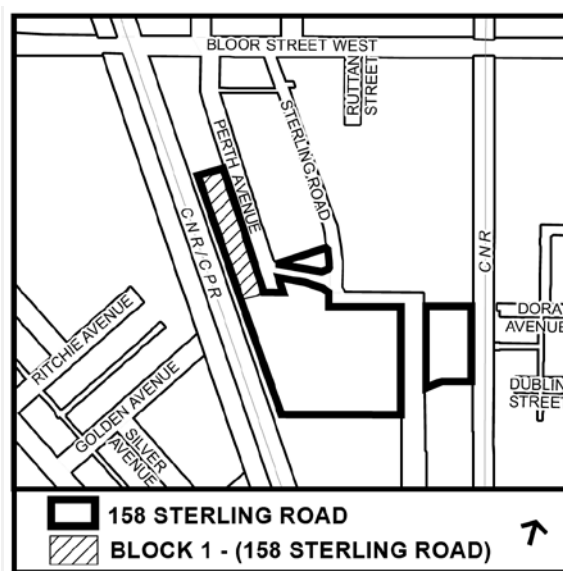 BLOOR STREET WEST
RUTTAN
STREET
STERLING ROAD
PERTH AVENUE
CNR/CPR
CNR
RITCHIE AVENUE
GOLDEN AVENUE
SILVER
AVENUE
DORA
AVENUE
DUBLIN
STREET
158 STERLING ROAD
BLOCK 1 - (158 STERLING ROAD)